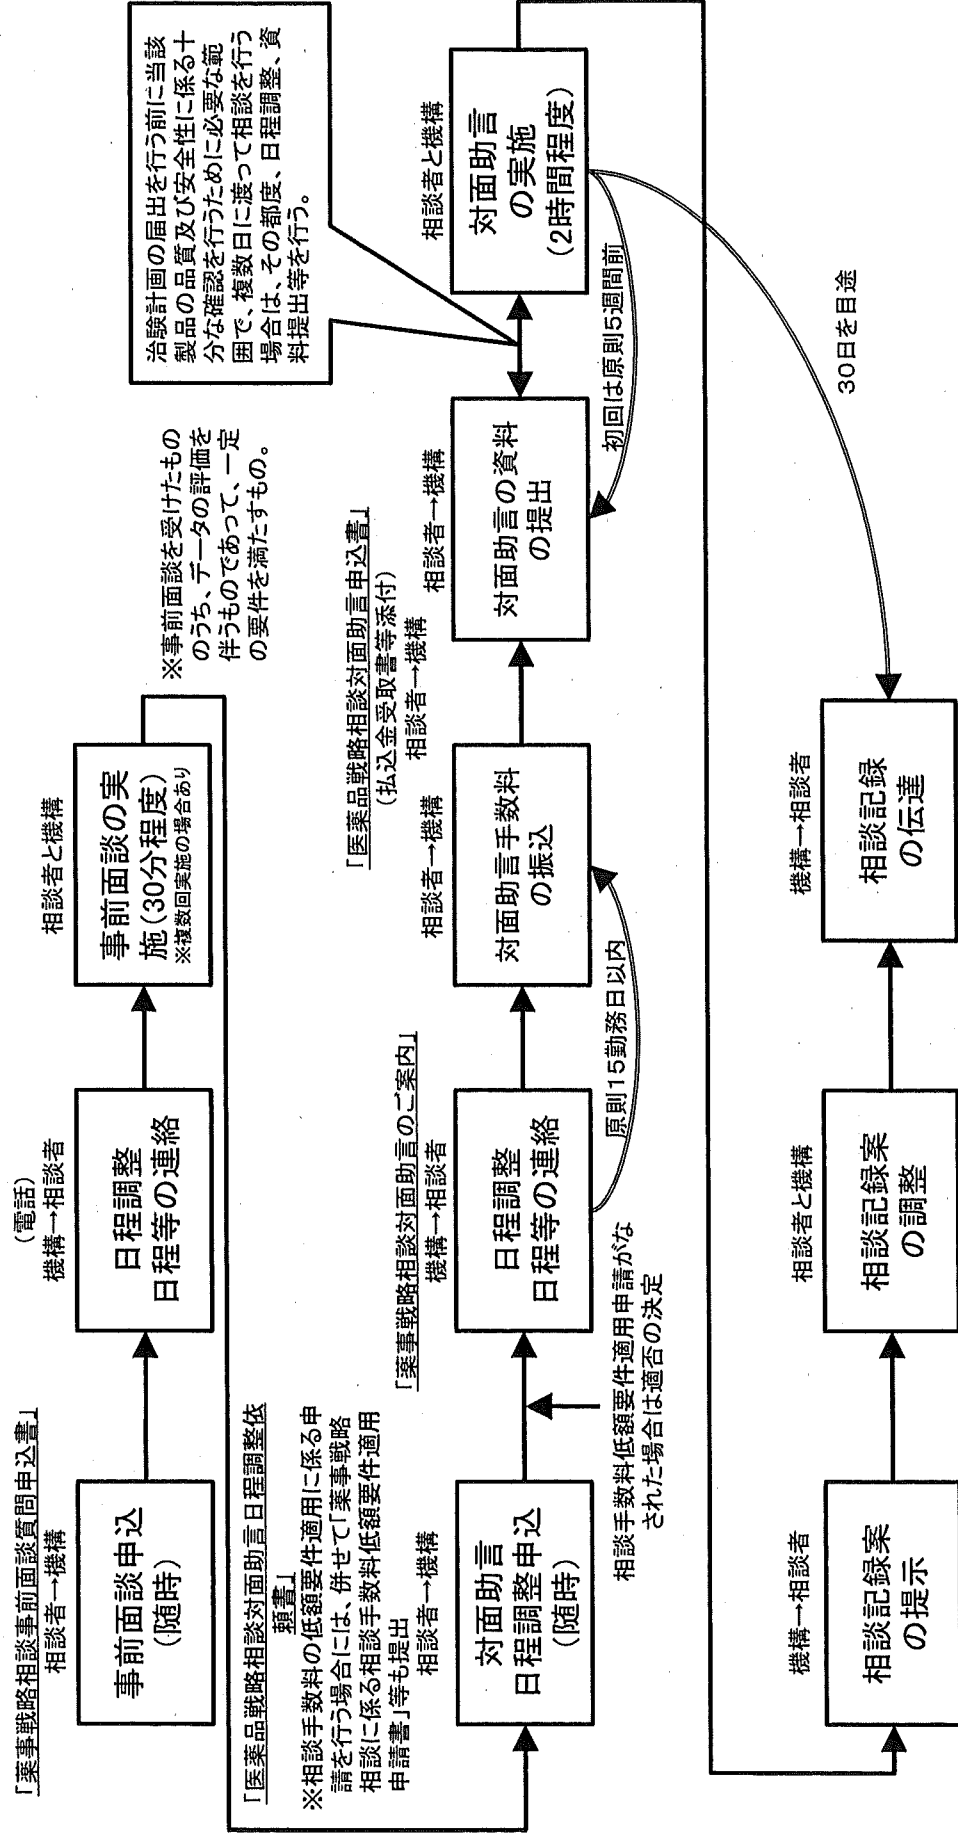 「薬事戦略相談事前面談質問申込書」
相談者→機構
事前面談申込
(随時)
(電話)
機構→相談者
日程調整
日程等の連絡
相談者と機構
事前面談の実
施(30分程度)
※複数回実施の場合あり
※事前面談を受けたもの
のうち、データの評価を
伴うものであって、一定
の要件を満たすもの。
治験計画の届出を行う前に当該
製品の品質及び安全性に係る十
分な確認を行うために必要な範
囲で、複数日に渡って相談を行う
場合は、その都度、日程調整、資
料提出等を行う。
「医薬品戦略相談対面助言日程調整依
頼書」
※相談手数料の低額要件適用に係る申
請を行う場合には、併せて「薬事戦略
相談に係る相談手数料低額要件適用
申請書」等も提出
相談者→機構
対面助言
日程調整申込
(随時)
相談手数料低額要件適用申請がな
された場合は適否の決定
「薬事戦略相談対面助言のご案内」
機構→相談者
日程調整
日程等の連絡
原則15勤務日以内
相談者→機構
対面助言手数料
の振込
「医薬品戦略相談対面助言申込書」
(払込金受取書等添付)
相談者→機構
相談者→機構
対面助言の資料
の提出
初回は原則5週間前
相談者と機構
対面助言
の実施
(2時間程度)
30日を目途
機構→相談者
相談記録案
の提示
相談者と機構
相談記録案
の調整
機構→相談者
相談記録
の伝達